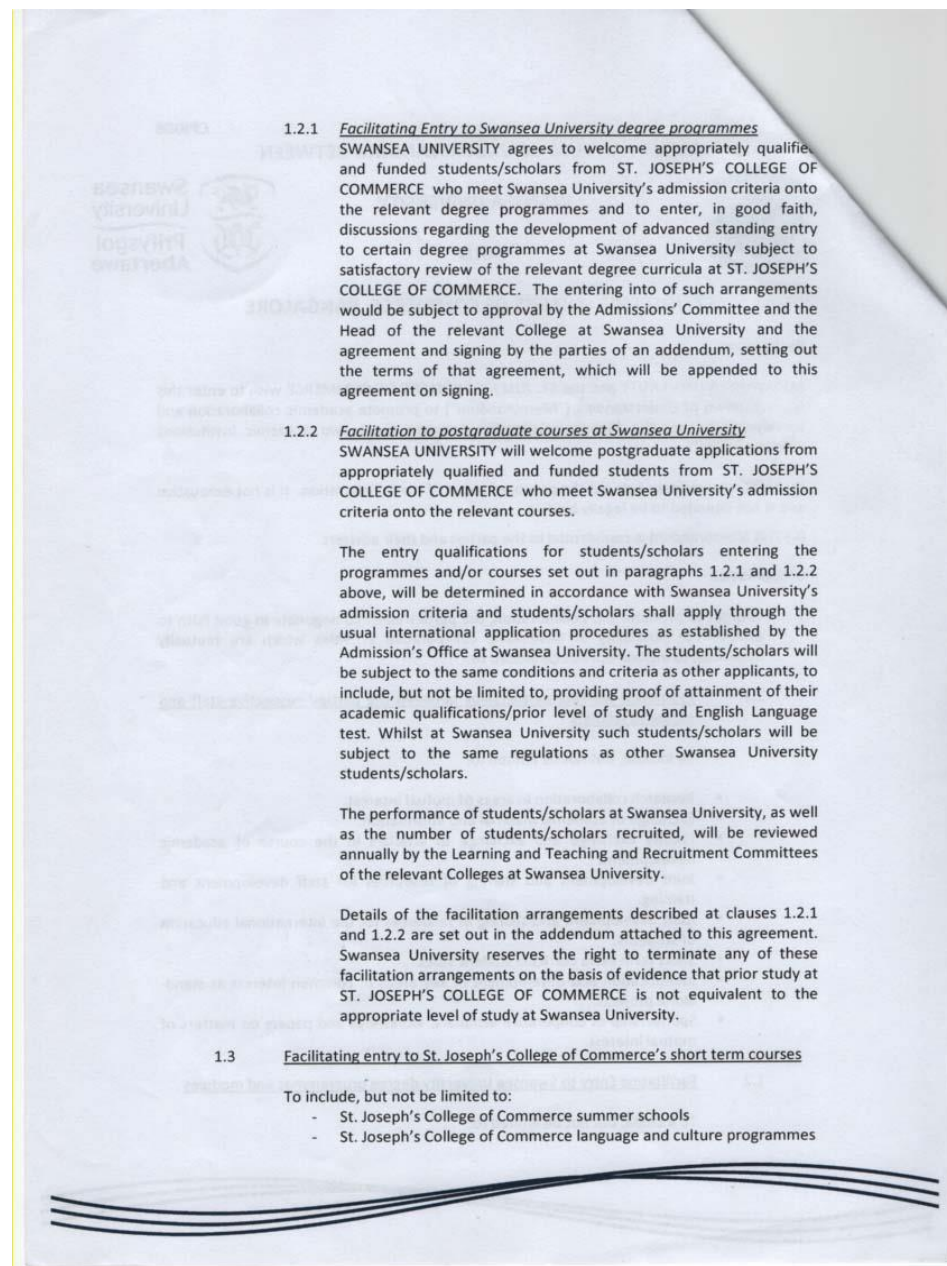 1.2.1 Facilitating Entry to Swansea University degree programmes
SWANSEA UNIVERSITY agrees to welcome appropriately qualified
and funded students/scholars from ST. JOSEPH'S COLLEGE OF
COMMERCE who meet Swansea University's admission criteria onto
the relevant degree programmes and to enter, in good faith,
discussions regarding the development of advanced standing entry
to certain degree programmes at Swansea University subject to
satisfactory review of the relevant degree curricula at ST. JOSEPH'S
COLLEGE OF COMMERCE. The entering into of such arrangements
would be subject to approval by the Admissions' Committee and the
Head of the relevant College at Swansea University and the
agreement and signing by the parties of an addendum, setting out
the terms of that agreement, which will be appended to this
agreement on signing.
1.2.2 Facilitation to postgraduate courses at Swansea University
SWANSEA UNIVERSITY will welcome postgraduate applications from
appropriately qualified and funded students from ST. JOSEPH'S
COLLEGE OF COMMERCE who meet Swansea University's admission
criteria onto the relevant courses.
The entry qualifications for students/scholars entering the
programmes and/or courses set out in paragraphs 1.2.1 and 1.2.2
above, will be determined in accordance with Swansea University's
admission criteria and students/scholars shall apply through the
usual international application procedures as established by the
Admission's Office at Swansea University. The students/scholars will
be subject to the same conditions and criteria as other applicants, to
include, but not be limited to, providing proof of attainment of their
academic qualifications/prior level of study and English Language
test. Whilst at Swansea University such students/scholars will be
subject to the same regulations as other Swansea University
students/scholars.
The performance of students/scholars at Swansea University, as well
as the number of students/scholars recruited, will be reviewed
annually by the Learning and Teaching and Recruitment Committees
of the relevant Colleges at Swansea University.
Details of the facilitation arrangements described at clauses 1.2.1
and 1.2.2 are set out in the addendum attached to this agreement.
Swansea University reserves the right to terminate any of these
facilitation arrangements on the basis of evidence that prior study at
ST. JOSEPH'S COLLEGE OF COMMERCE is not equivalent to the
appropriate level of study at Swansea University.
1.3 Facilitating entry to St. Joseph's College of Commerce's short term courses
To include, but not be limited to:
- St. Joseph's College of Commerce summer schools
- St. Joseph's College of Commerce language and culture programmes